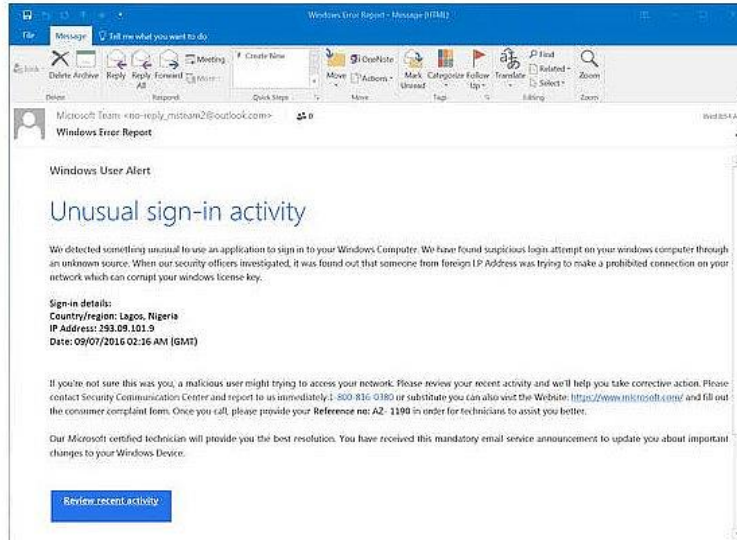 Windows Error Report - Message (HTML)
File Message Tell me what you want to do
Meeting Create New OneNote Find
Related
Delete Archive Reply Reply Forward More Move Actions Mark Categorize Follow Translate Select Zoom
All Unread Up
Delete Respond Quick Steps Move Tags Editing Zoom
Microsoft Team <no-reply_msteam2@outlook.com> 0
Windows Error Report
Windows User Alert
Unusual sign-in activity
We detected something unusual to use an application to sign in to your Windows Computer. We have found suspicious login attempt on your windows computer through
an unknown source. When our security officers investigated, it was found out that someone from foreign I.P Address was trying to make a prohibited connection on your
network which can corrupt your windows license key.
Sign-in details:
Country/region: Lagos, Nigeria
IP Address: 293.09.101.9
Date: 09/07/2016 02:16 AM (GMT)
If you're not sure this was you, a malicious user might trying to access your network. Please review your recent activity and we'll help you take corrective action. Please
contact Security Communication Center and report to us immediately.1-800-816-0380 or substitute you can also visit the Website: https://www.microsoft.com/ and fill out
the consumer complaint form. Once you call, please provide your Reference no: AZ- 1190 in order for technicians to assist you better.
Our Microsoft certified technician will provide you the best resolution. You have received this mandatory email service announcement to update you about important
changes to your Windows Device.
Review recent activity